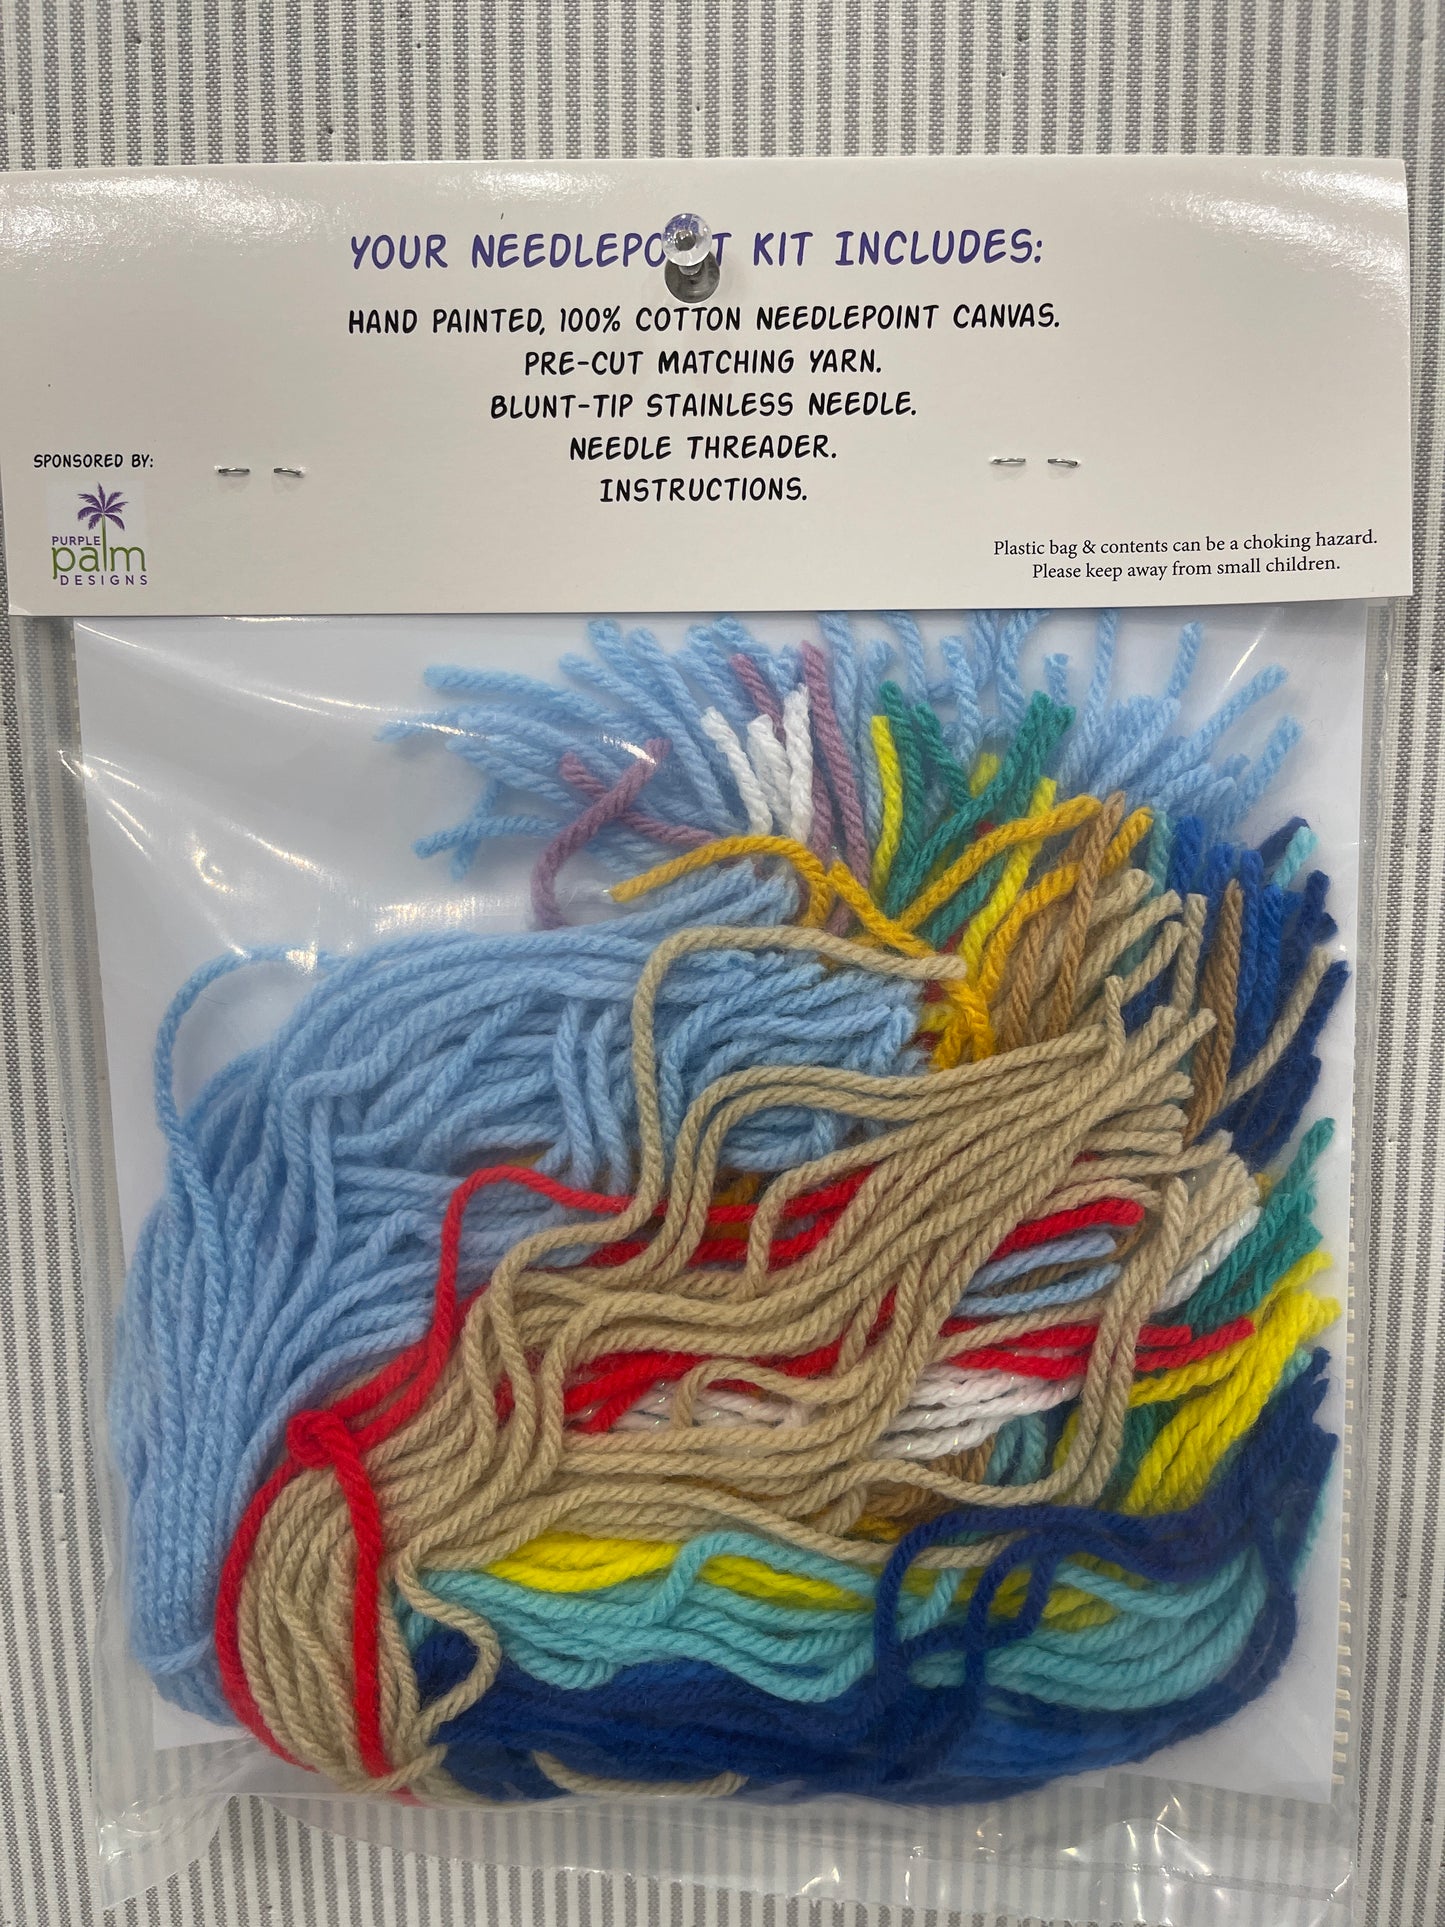 YOUR NEEDLEPOINT KIT INCLUDES:
HAND PAINTED, 100% COTTON NEEDLEPOINT CANVAS.
PRE-CUT MATCHING YARN.
BLUNT-TIP STAINLESS NEEDLE.
NEEDLE THREADER.
INSTRUCTIONS.
SPONSORED BY:
PURPLE
palm
DESIGNS
Plastic bag & contents can be a choking hazard.
Please keep away from small children.